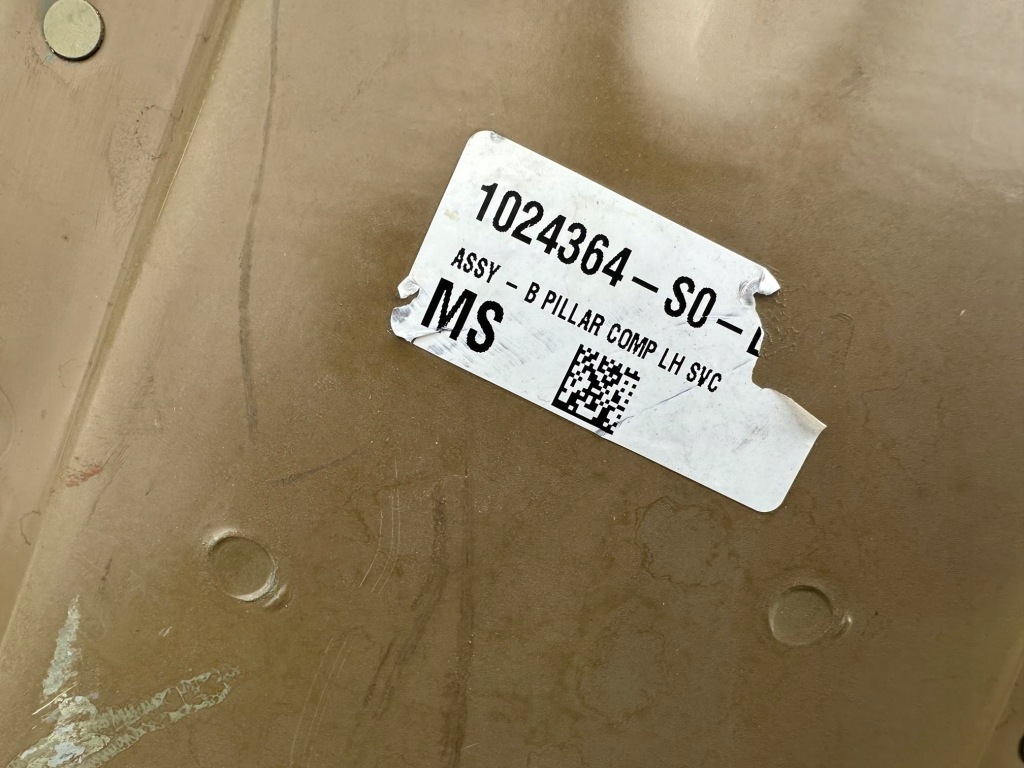 1024364-S0-
ASSY - B PILLAR COMP LH SVC
MS